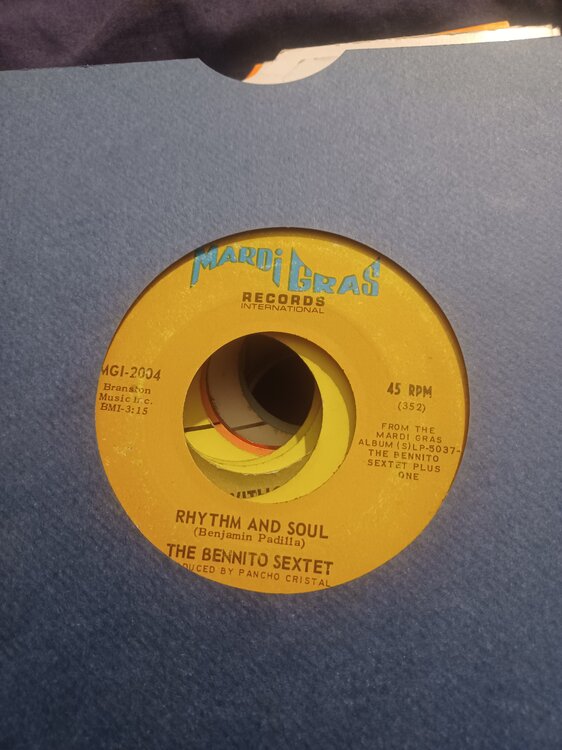 MARDi GRAS
RECORDS
INTERNATIONAL
MGI-2004
Branston
Music Inc.
BMI-3:15
45 RPM
(352)
FROM THE
MARDI GRAS
ALBUM (S)LP-5037-
THE BENNITO
SEXTET PLUS
ONE
WITHO
RHYTHM AND SOUL
(Benjamin Padilla)
THE BENNITO SEXTET
DUCED BY PANCHO CRISTAL